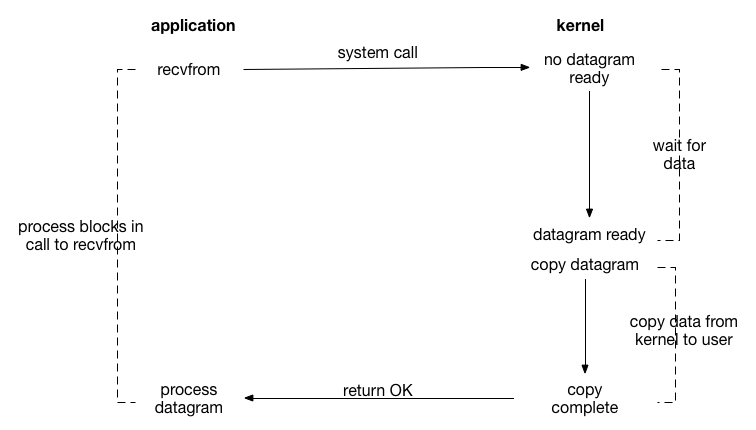 application
kernel
recvfrom
system call
no datagram
ready
wait for
data
process blocks in
call to recvfrom
datagram ready
copy datagram
copy data from
kernel to user
process
datagram
return OK
copy
complete